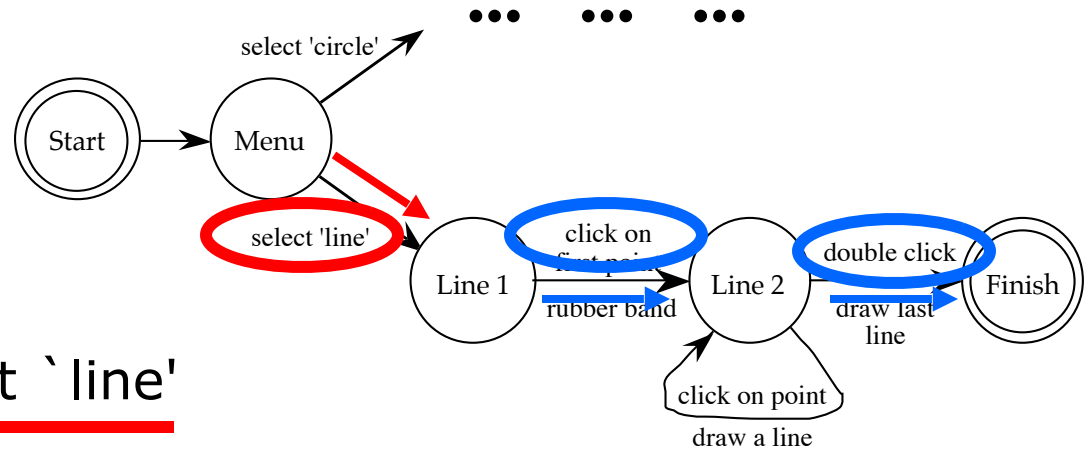 ••• ••• •••
select 'circle'
Start
Menu
select 'line'
Line 1
click on
first point
rubber band
Line 2
double click
draw last
line
Finish
click on point
draw a line
t `line'